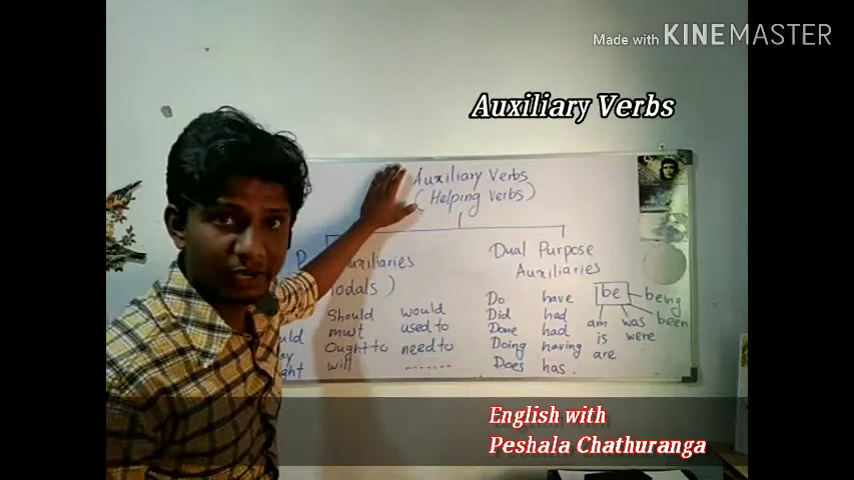 Made with KINEMASTER
Auxiliary Verbs
Auxiliary Verbs
(Helping verbs)
Auxiliaries
Modals)
Dual Purpose
Auxiliaries
Should would
must used to
Ought to need to
will .......
Do have
Did had
Done had
Doing having
Does has.
be being
been
am was
is were
are
English with
Peshala Chathuranga